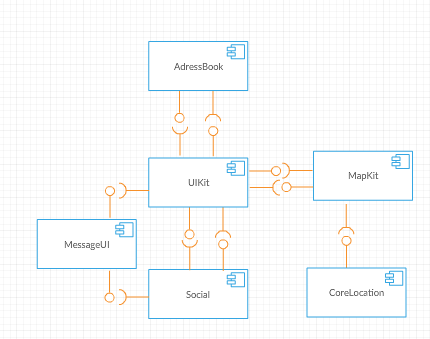 AdressBook
UIKit
MapKit
MessageUI
Social
CoreLocation